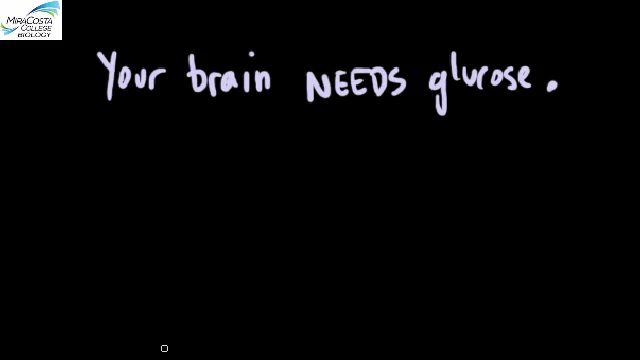 MIRACOSTA
COLLEGE
BIOLOGY
Your brain NEEDS glucose.